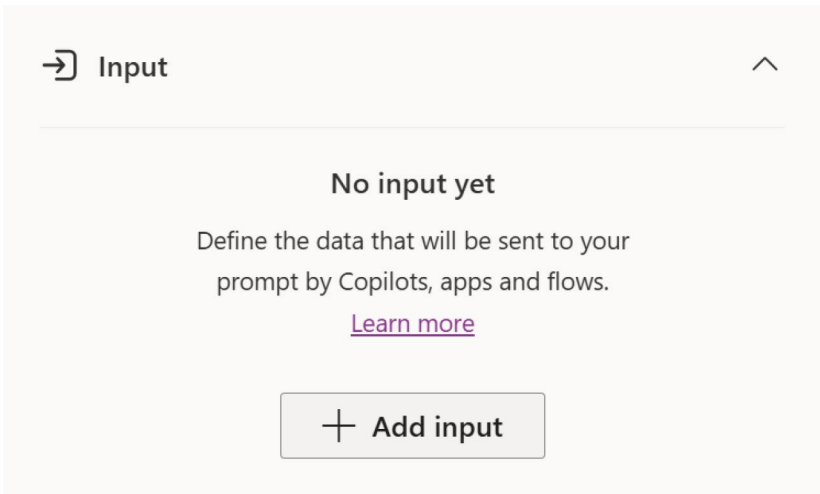 Input
No input yet
Define the data that will be sent to your
prompt by Copilots, apps and flows.
Learn more
Add input